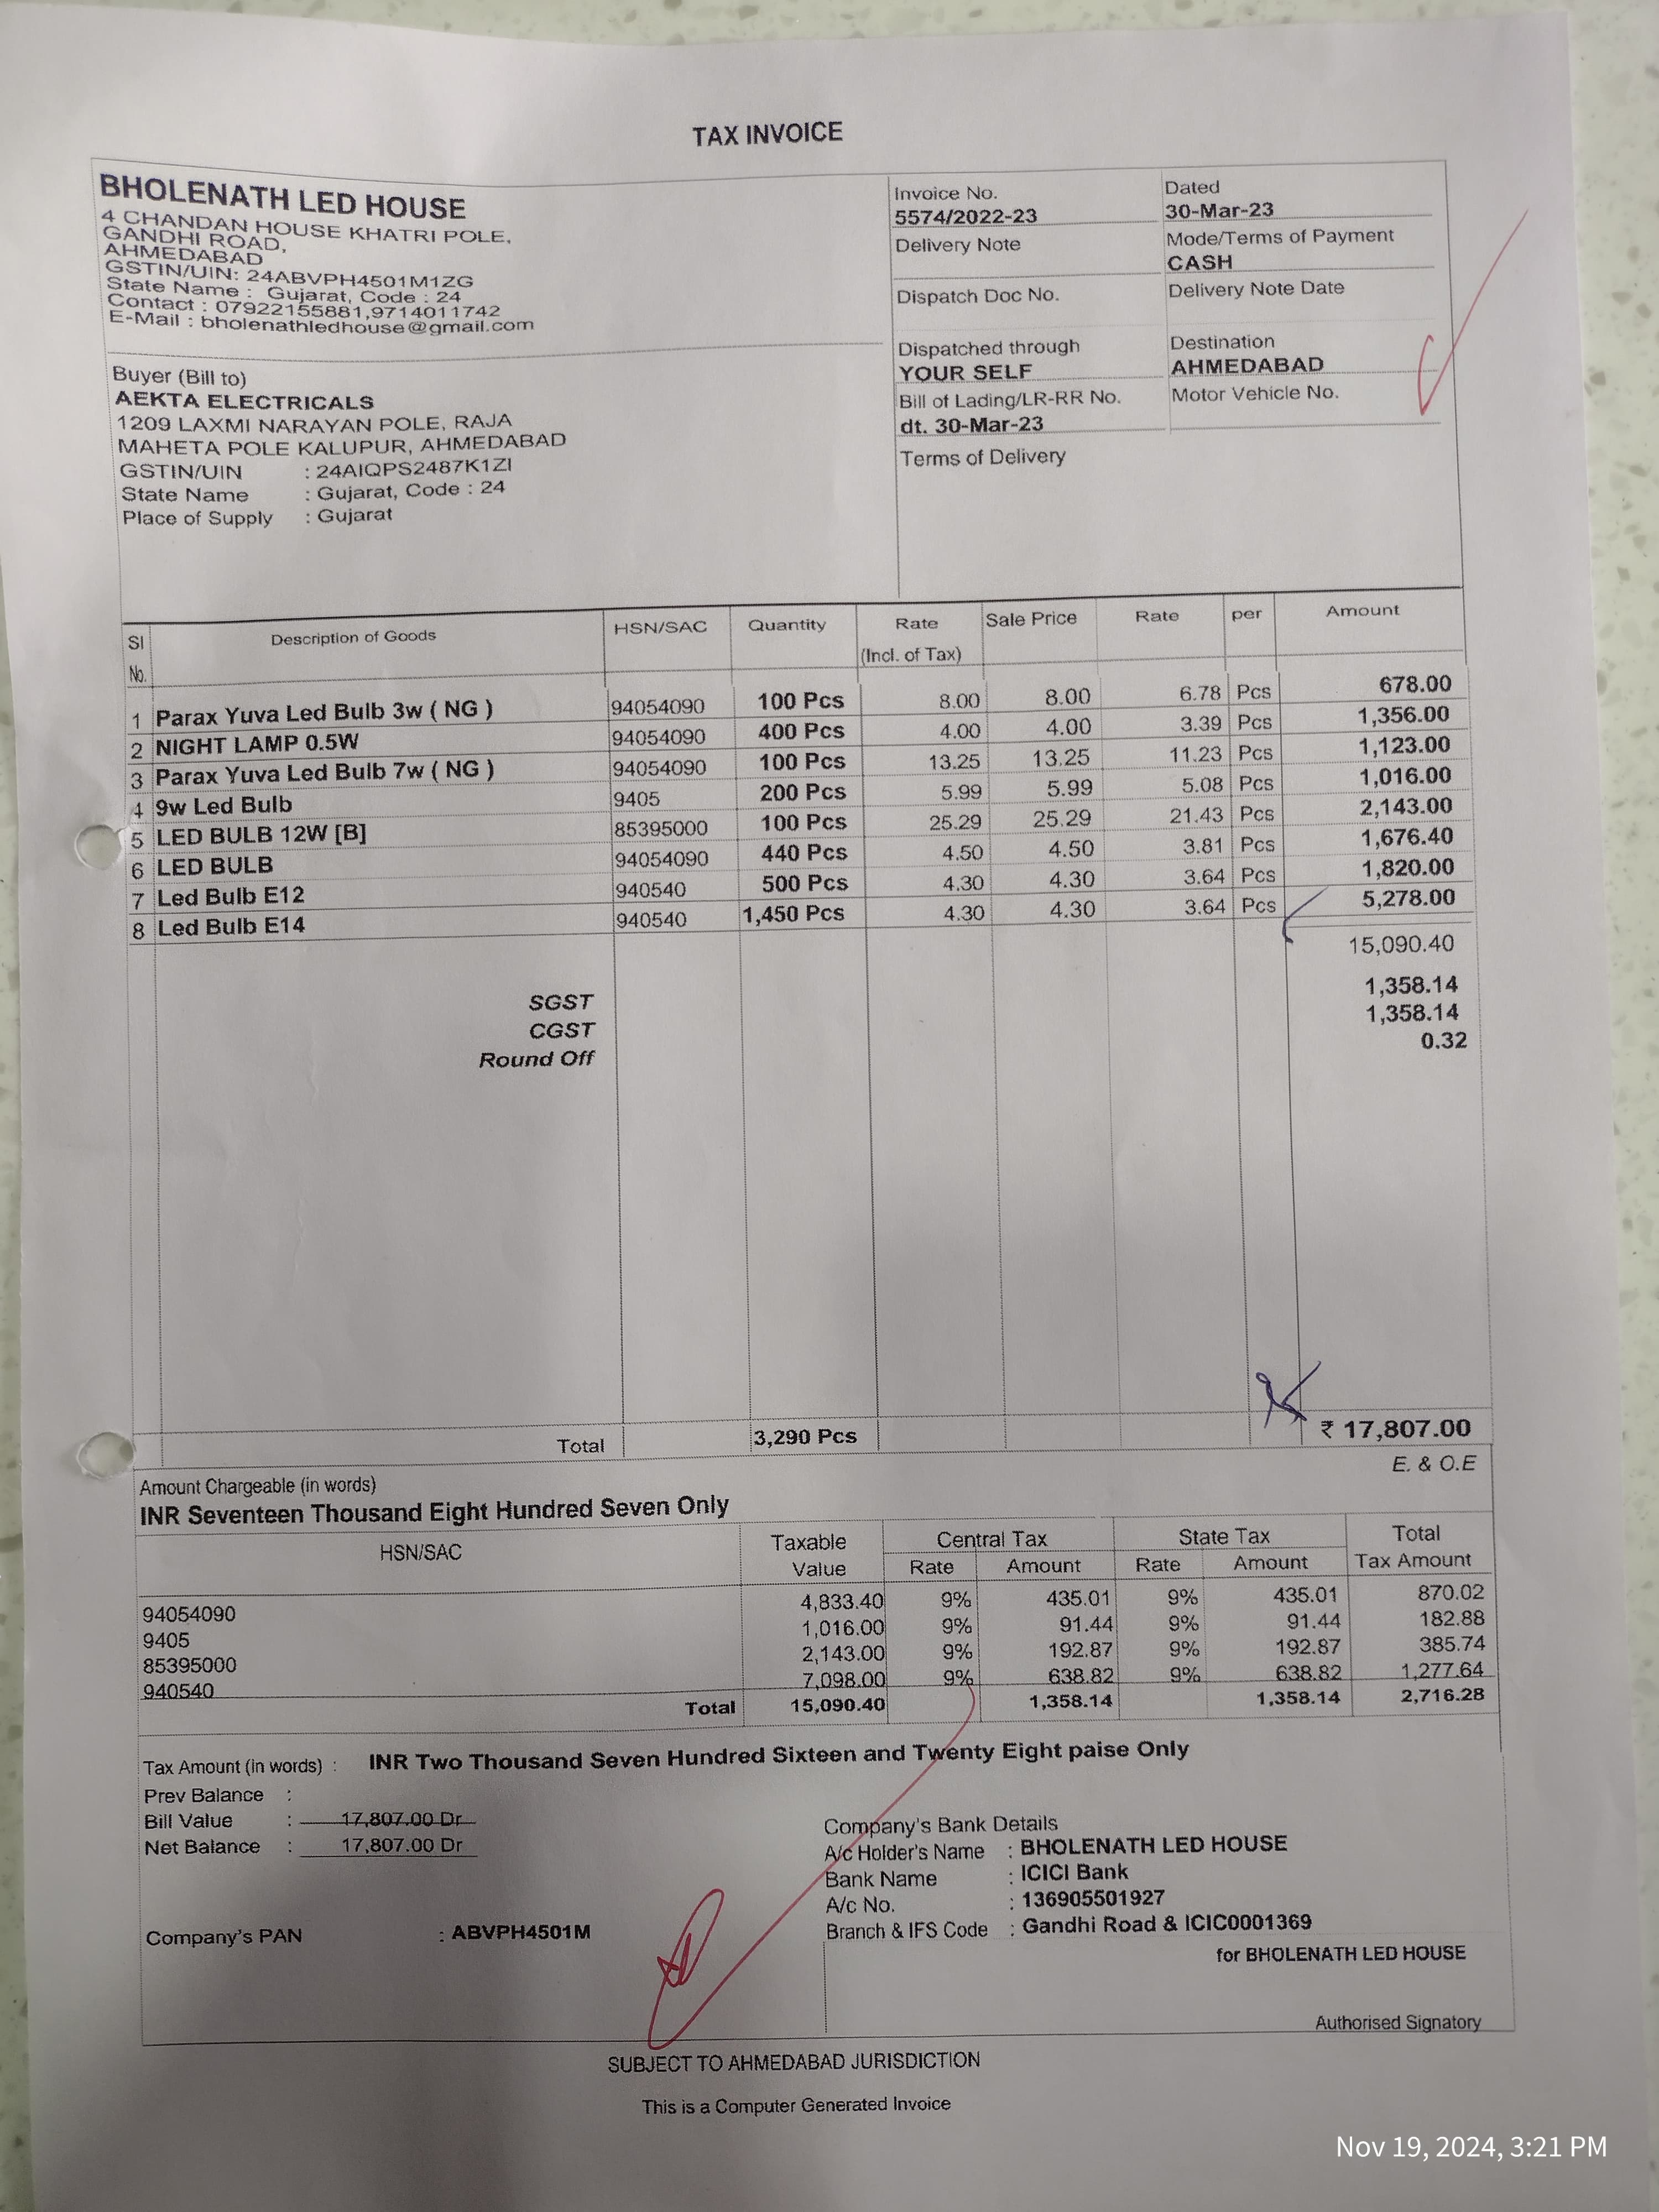 TAX INVOICE
BHOLENATH LED HOUSE
4 CHANDAN HOUSE KHATRI POLE,
GANDHI ROAD,
AHMEDABAD
GSTIN/UIN: 24ABVPH4501M1ZG
State Name : Gujarat, Code : 24
Contact : 07922155881,9714011742
E-Mail : bholenathledhouse@gmail.com
Invoice No. Dated
5574/2022-23 30-Mar-23
Delivery Note Mode/Terms of Payment
CASH
Dispatch Doc No. Delivery Note Date
Dispatched through Destination
YOUR SELF AHMEDABAD
Bill of Lading/LR-RR No. Motor Vehicle No.
dt. 30-Mar-23
Terms of Delivery
Buyer (Bill to)
AEKTA ELECTRICALS
1209 LAXMI NARAYAN POLE, RAJA
MAHETA POLE KALUPUR, AHMEDABAD
GSTIN/UIN : 24AIQPS2487K1ZI
State Name : Gujarat, Code : 24
Place of Supply : Gujarat
Sl Description of Goods HSN/SAC Quantity Rate Sale Price Rate per Amount
No. (Incl. of Tax)
1 Parax Yuva Led Bulb 3w ( NG ) 94054090 100 Pcs 8.00 8.00 6.78 Pcs 678.00
2 NIGHT LAMP 0.5W 94054090 400 Pcs 4.00 4.00 3.39 Pcs 1,356.00
3 Parax Yuva Led Bulb 7w ( NG ) 94054090 100 Pcs 13.25 13.25 11.23 Pcs 1,123.00
4 9w Led Bulb 9405 200 Pcs 5.99 5.99 5.08 Pcs 1,016.00
5 LED BULB 12W [B] 85395000 100 Pcs 25.29 25.29 21.43 Pcs 2,143.00
6 LED BULB 94054090 440 Pcs 4.50 4.50 3.81 Pcs 1,676.40
7 Led Bulb E12 940540 500 Pcs 4.30 4.30 3.64 Pcs 1,820.00
8 Led Bulb E14 940540 1,450 Pcs 4.30 4.30 3.64 Pcs 5,278.00
15,090.40
SGST 1,358.14
CGST 1,358.14
Round Off 0.32
Total 3,290 Pcs ₹ 17,807.00
E. & O.E
Amount Chargeable (in words)
INR Seventeen Thousand Eight Hundred Seven Only
HSN/SAC Taxable Central Tax State Tax Total
Value Rate Amount Rate Amount Tax Amount
94054090 4,833.40 9% 435.01 9% 435.01 870.02
9405 1,016.00 9% 91.44 9% 91.44 182.88
85395000 2,143.00 9% 192.87 9% 192.87 385.74
940540 7,098.00 9% 638.82 9% 638.82 1,277.64
Total 15,090.40 1,358.14 1,358.14 2,716.28
Tax Amount (in words) : INR Two Thousand Seven Hundred Sixteen and Twenty Eight paise Only
Prev Balance :
Bill Value : 17,807.00 Dr
Net Balance : 17,807.00 Dr
Company's Bank Details
A/c Holder's Name : BHOLENATH LED HOUSE
Bank Name : ICICI Bank
A/c No. : 136905501927
Branch & IFS Code : Gandhi Road & ICIC0001369
Company's PAN : ABVPH4501M
for BHOLENATH LED HOUSE
Authorised Signatory
SUBJECT TO AHMEDABAD JURISDICTION
This is a Computer Generated Invoice
Nov 19, 2024, 3:21 PM